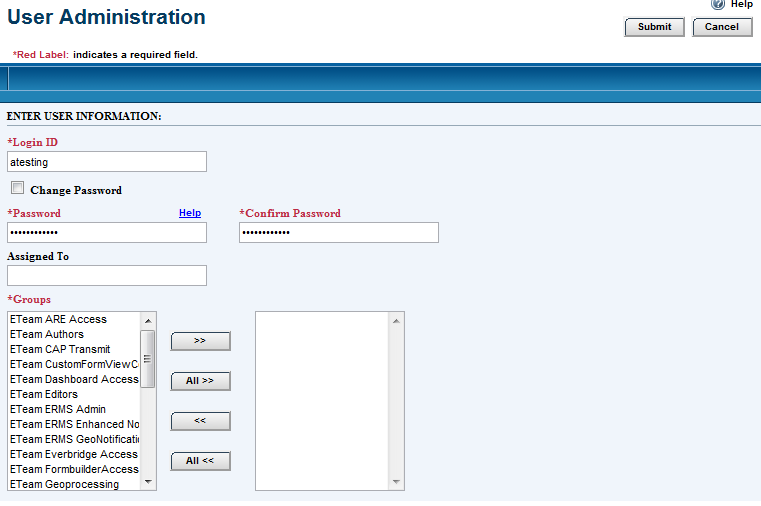 User Administration
Help
Submit
Cancel
*Red Label: indicates a required field.
ENTER USER INFORMATION:
*Login ID
atesting
Change Password
*Password
Help
*Confirm Password
••••••••••••
••••••••••••
Assigned To
*Groups
ETeam ARE Access
ETeam Authors
ETeam CAP Transmit
ETeam CustomFormViewC
ETeam Dashboard Access
ETeam Editors
ETeam ERMS Admin
ETeam ERMS Enhanced No
ETeam ERMS GeoNotificati
ETeam Everbridge Access
ETeam FormbuilderAccess
ETeam Geoprocessing
>>
All >>
<<
All <<